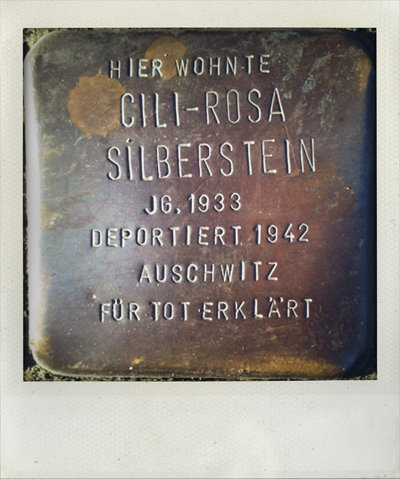 HIER WOHNTE
CILI-ROSA
SILBERSTEIN
JG. 1933
DEPORTIERT 1942
AUSCHWITZ
FÜR TOT ERKLÄRT